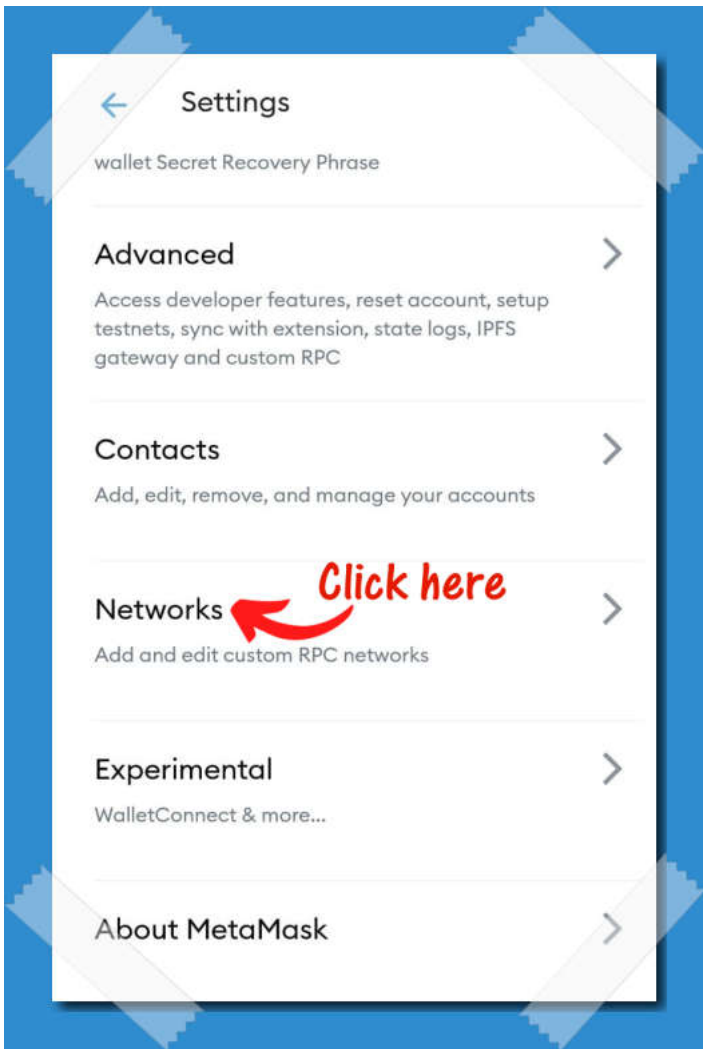 Settings
wallet Secret Recovery Phrase
Advanced
Access developer features, reset account, setup
testnets, sync with extension, state logs, IPFS
gateway and custom RPC
Contacts
Add, edit, remove, and manage your accounts
Click here
Networks
Add and edit custom RPC networks
Experimental
WalletConnect & more...
About MetaMask